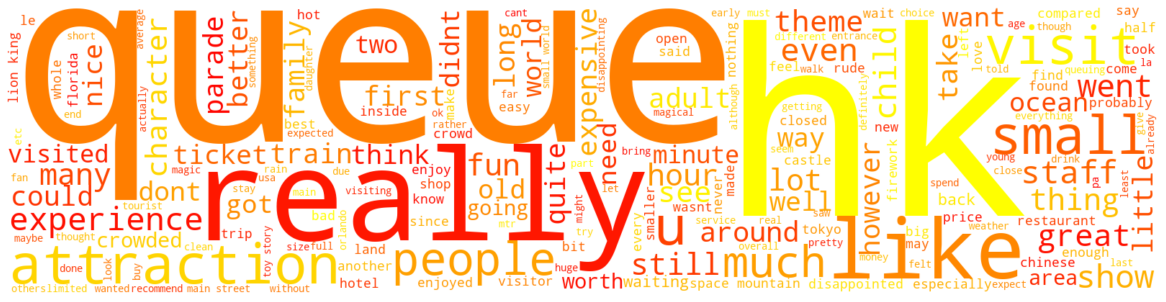 queue
hk
really
small
like
attraction
people
visit
u
much
experience
expensive
character
train
ticket
ocean
child
adult
show
staff
great
went
want
theme
even
parade
better
family
nice
first
two
long
world
didnt
take
way
lot
well
see
hour
minute
however
thing
little
around
still
need
quite
fun
old
going
think
many
visited
could
dont
got
crowded
worth
area
lion king
le
short
whole
florida
end
actually
average
hot
something
daughter
best
inside
make
crowd
easy
far
ok
rather
cant
small world
magical
disappointing
although
nothing
open
said
early
must
different
entrance
wait
rude
feel
walk
choice
though
age
left
love
told
queuing
compared
say
half
took
la
come
find
found
probably
everything
give
already
young
drink
close
pa
least
getting
closed
seem
castle
definitely
new
firework
spend
back
price
restaurant
weather
chinese
enough
last
expect
big
may
felt
tokyo
saw
pretty
money
overall
service
real
wasnt
never
made
every
smaller
part
bring
let
might
try
huge
bit
waiting
space mountain
disappointed
especially
visitor
another
enjoyed
hotel
land
since
mtr
know
shop
enjoy
expected
magic
usa
rain
due
stay
visiting
main
bad
orlando
trip
size
full
toy story
clean
thought
tourist
fan
etc
maybe
done
look
buy
others
limited
wanted
recommend
main street
without